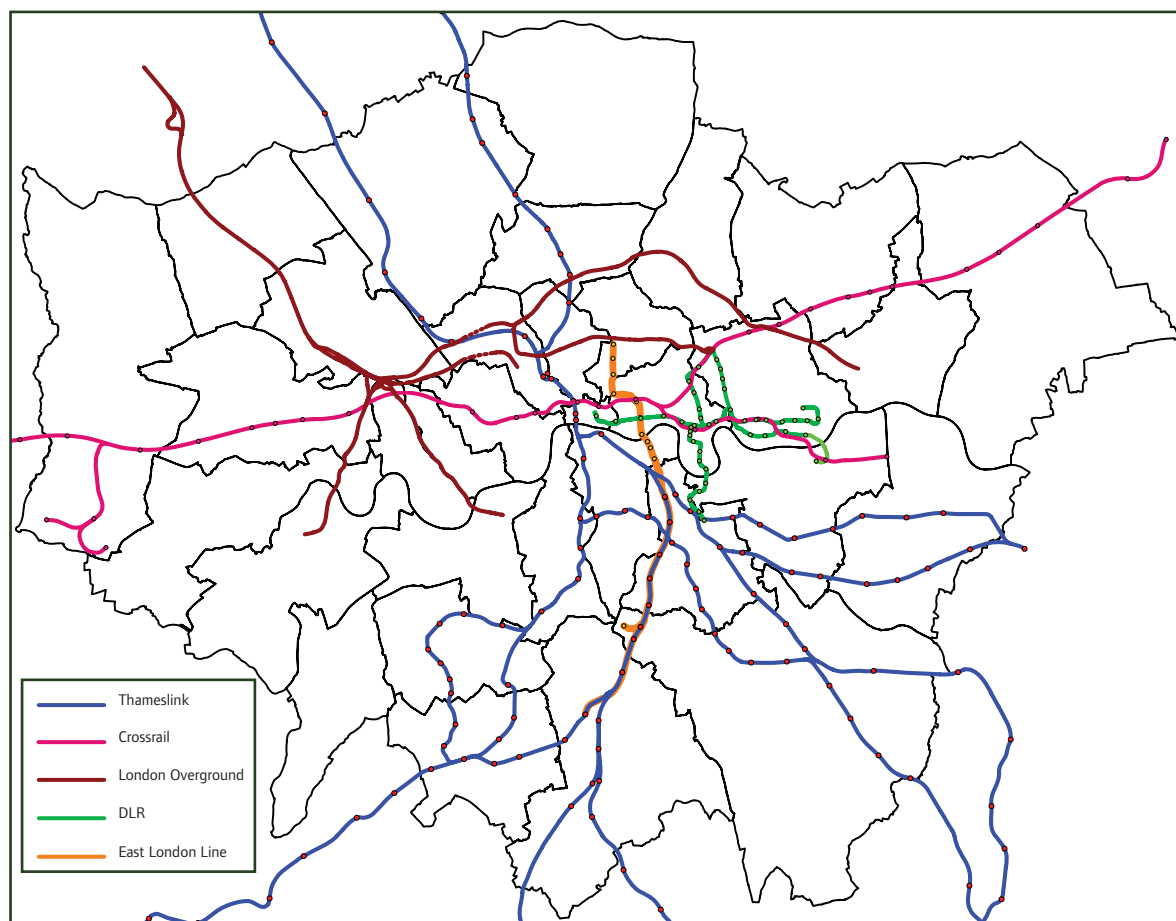 Thameslink
Crossrail
London Overground
DLR
East London Line